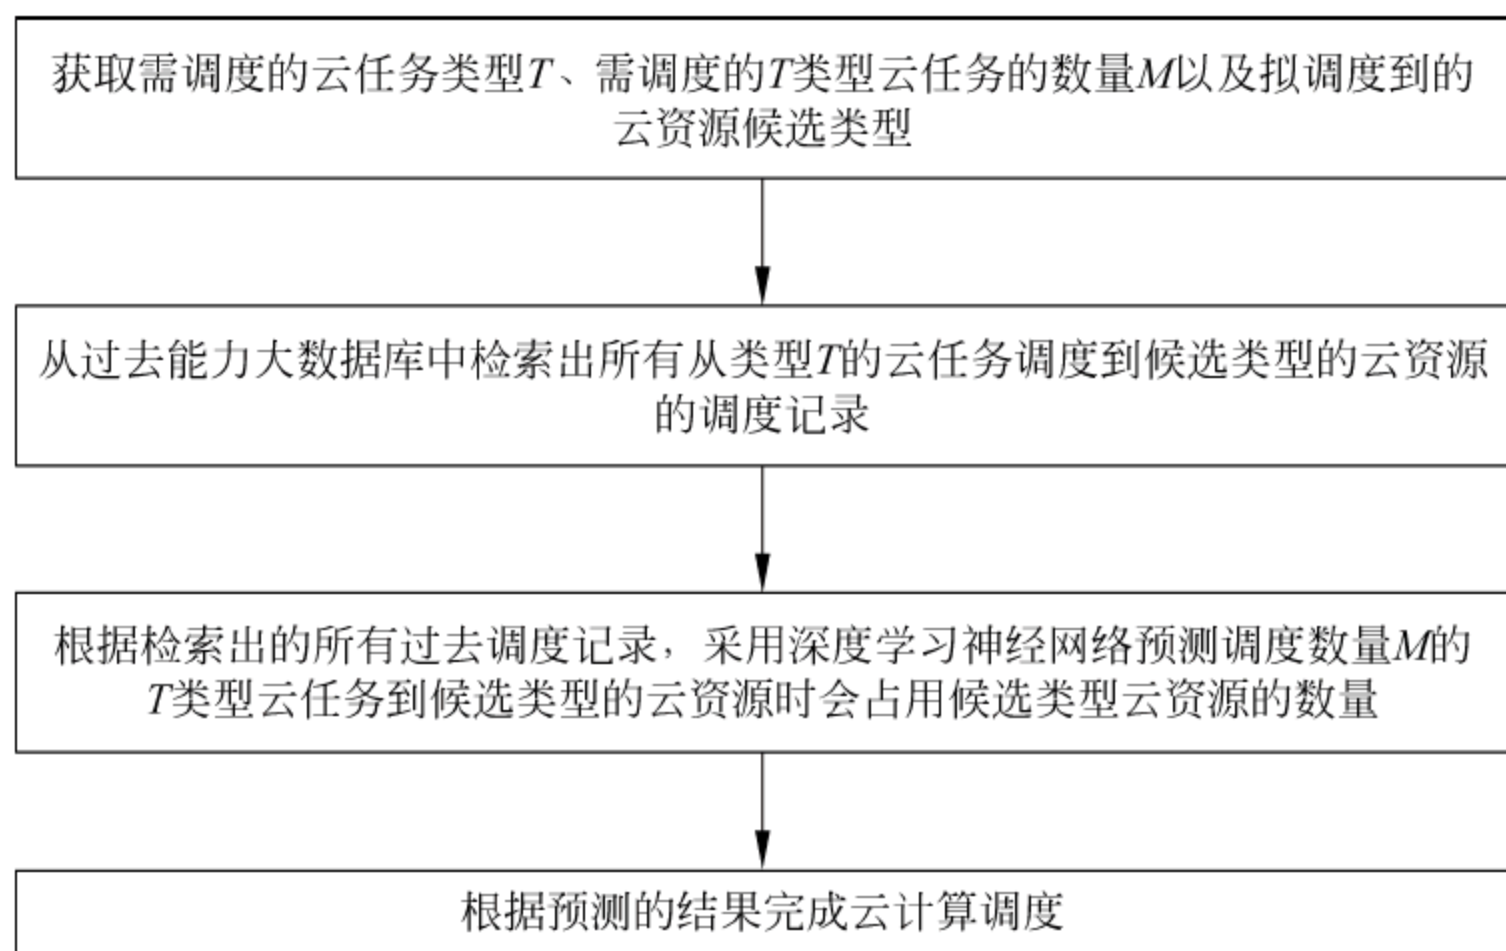 获取需调度的云任务类型T、需调度的T类型云任务的数量M以及拟调度到的
云资源候选类型
从过去能力大数据库中检索出所有从类型T的云任务调度到候选类型的云资源
的调度记录
根据检索出的所有过去调度记录，采用深度学习神经网络预测调度数量M的
T类型云任务到候选类型的云资源时会占用候选类型云资源的数量
根据预测的结果完成云计算调度